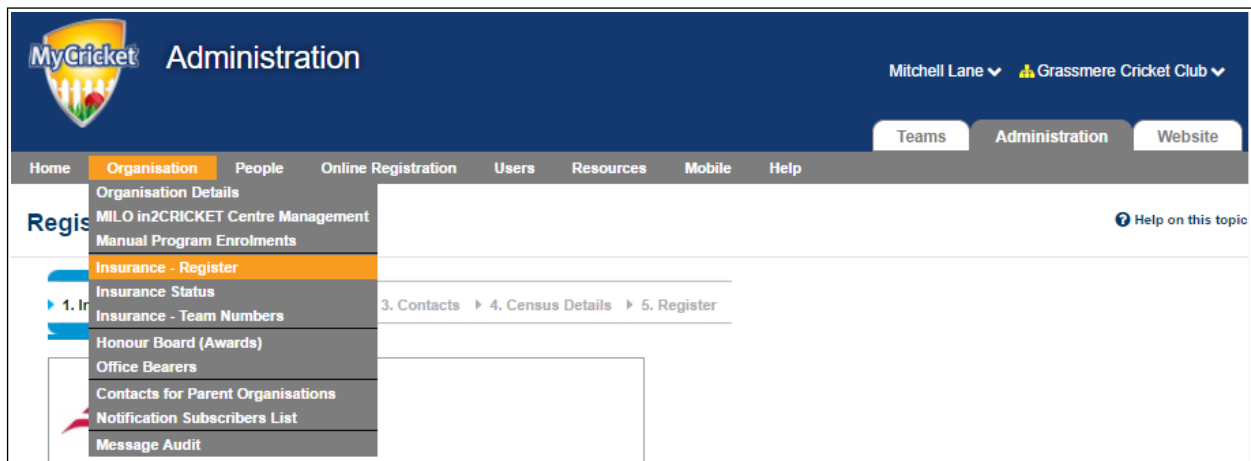 MyCricket
Administration
Mitchell Lane Grassmere Cricket Club
Teams Administration Website
Home Organisation People Online Registration Users Resources Mobile Help
Organisation Details
MILO in2CRICKET Centre Management
Manual Program Enrolments
Insurance - Register
Insurance Status
Insurance - Team Numbers
Honour Board (Awards)
Office Bearers
Contacts for Parent Organisations
Notification Subscribers List
Message Audit
Regis
Help on this topic
1. In 3. Contacts 4. Census Details 5. Register